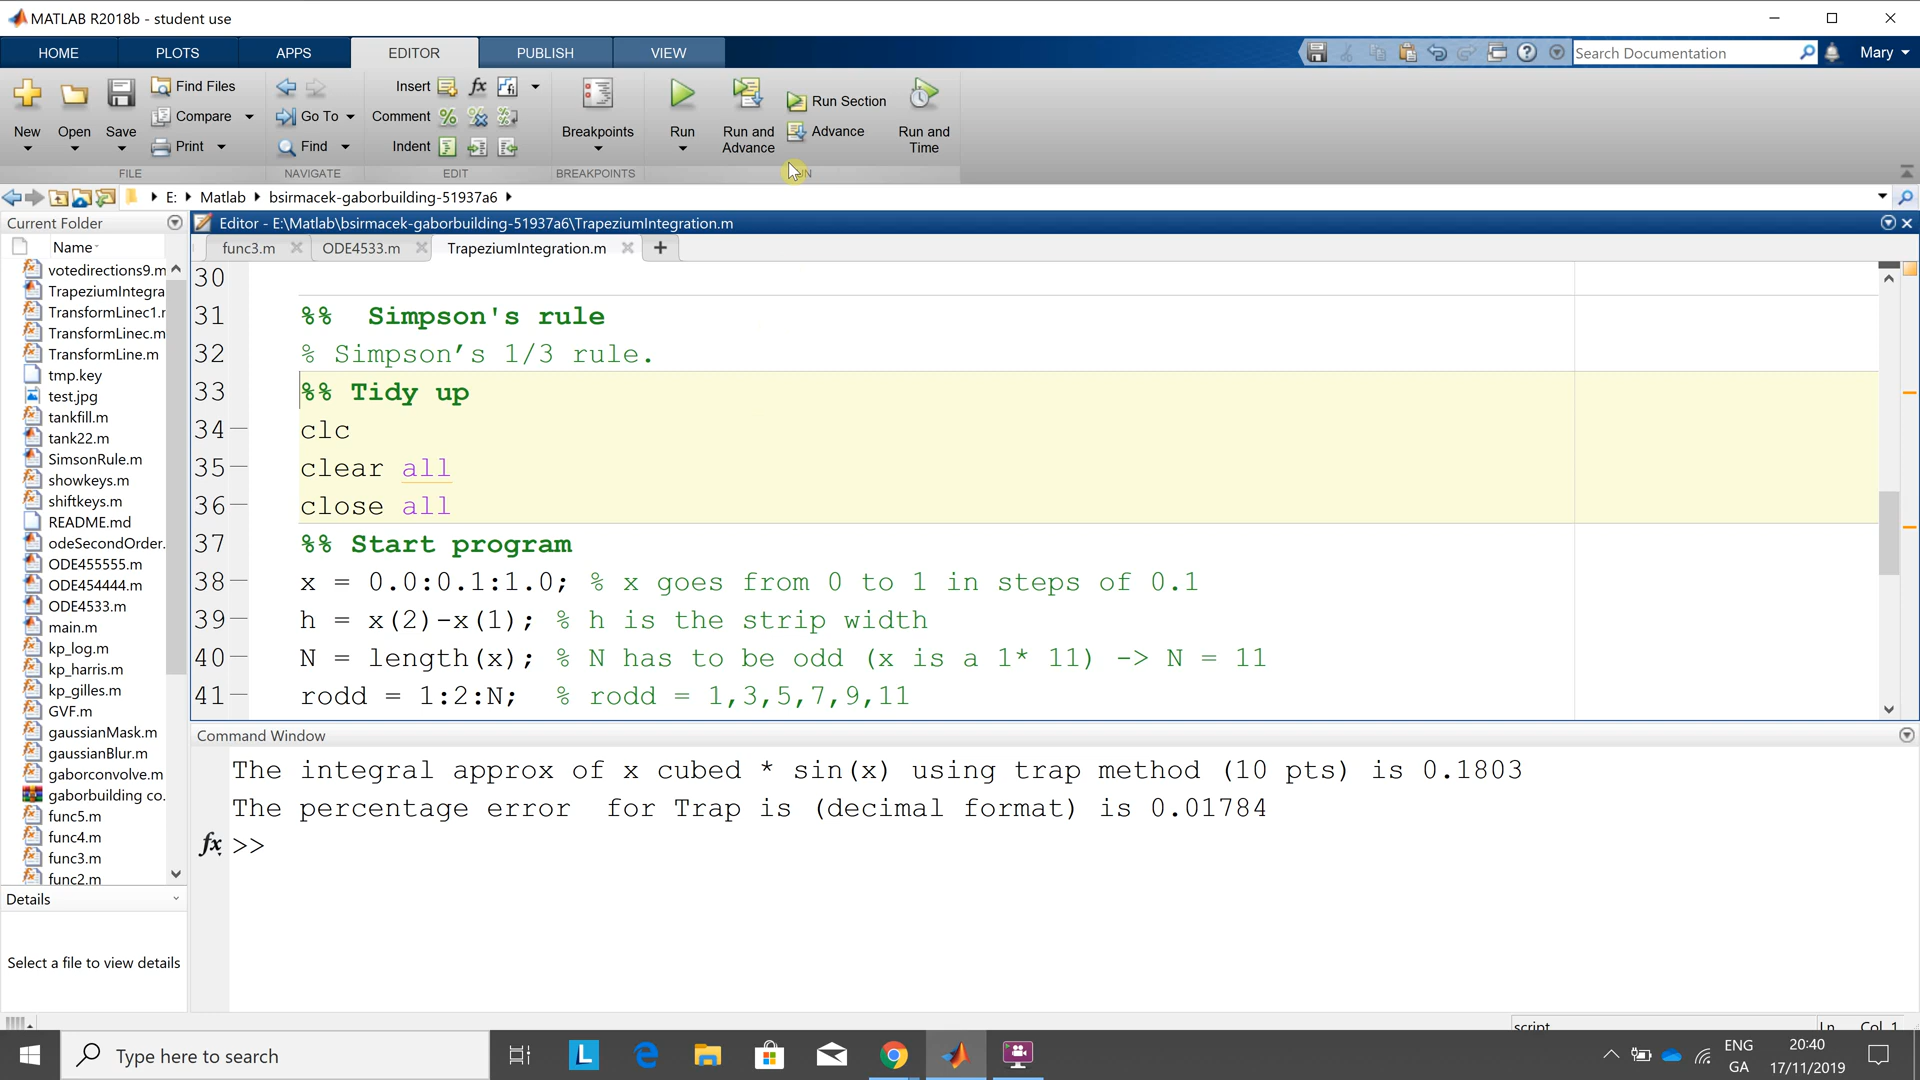 MATLAB R2018b - student use
HOME PLOTS APPS EDITOR PUBLISH VIEW
Search Documentation
Mary
New
Open
Save
Find Files
Compare
Print
FILE
Go To
Find
NAVIGATE
Insert fx
Comment
Indent
EDIT
Breakpoints
BREAKPOINTS
Run
Run and Advance
Run Section
Advance
Run and Time
E: Matlab bsirmacek-gaborbuilding-51937a6
Current Folder
Name
votedirections9.m
TrapeziumIntegra
TransformLinec1.r
TransformLinec.m
TransformLine.m
tmp.key
test.jpg
tankfill.m
tank22.m
SimsonRule.m
showkeys.m
shiftkeys.m
README.md
odeSecondOrder.
ODE455555.m
ODE454444.m
ODE4533.m
main.m
kp_log.m
kp_harris.m
kp_gilles.m
GVF.m
gaussianMask.m
gaussianBlur.m
gaborconvolve.m
gaborbuilding co.
func5.m
func4.m
func3.m
func2.m
Details
Select a file to view details
Editor - E:\Matlab\bsirmacek-gaborbuilding-51937a6\TrapeziumIntegration.m
func3.m ODE4533.m TrapeziumIntegration.m
30
31 %% Simpson's rule
32 % Simpson’s 1/3 rule.
33 %% Tidy up
34 clc
35 clear all
36 close all
37 %% Start program
38 x = 0.0:0.1:1.0; % x goes from 0 to 1 in steps of 0.1
39 h = x(2)-x(1); % h is the strip width
40 N = length(x); % N has to be odd (x is a 1* 11) -> N = 11
41 rodd = 1:2:N; % rodd = 1,3,5,7,9,11
Command Window
The integral approx of x cubed * sin(x) using trap method (10 pts) is 0.1803
The percentage error for Trap is (decimal format) is 0.01784
fx >>
script
Ln Col 1
Type here to search
L
ENG
GA
20:40
17/11/2019